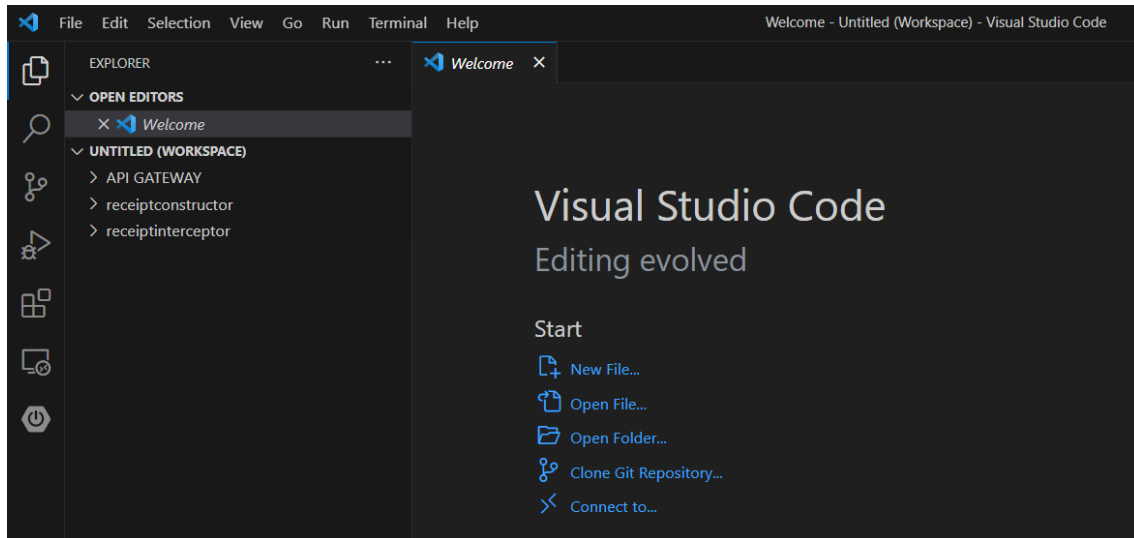 File Edit Selection View Go Run Terminal Help
Welcome - Untitled (Workspace) - Visual Studio Code
EXPLORER
Welcome
OPEN EDITORS
Welcome
UNTITLED (WORKSPACE)
API GATEWAY
receiptconstructor
receiptinterceptor
Visual Studio Code
Editing evolved
Start
New File...
Open File...
Open Folder...
Clone Git Repository...
Connect to...